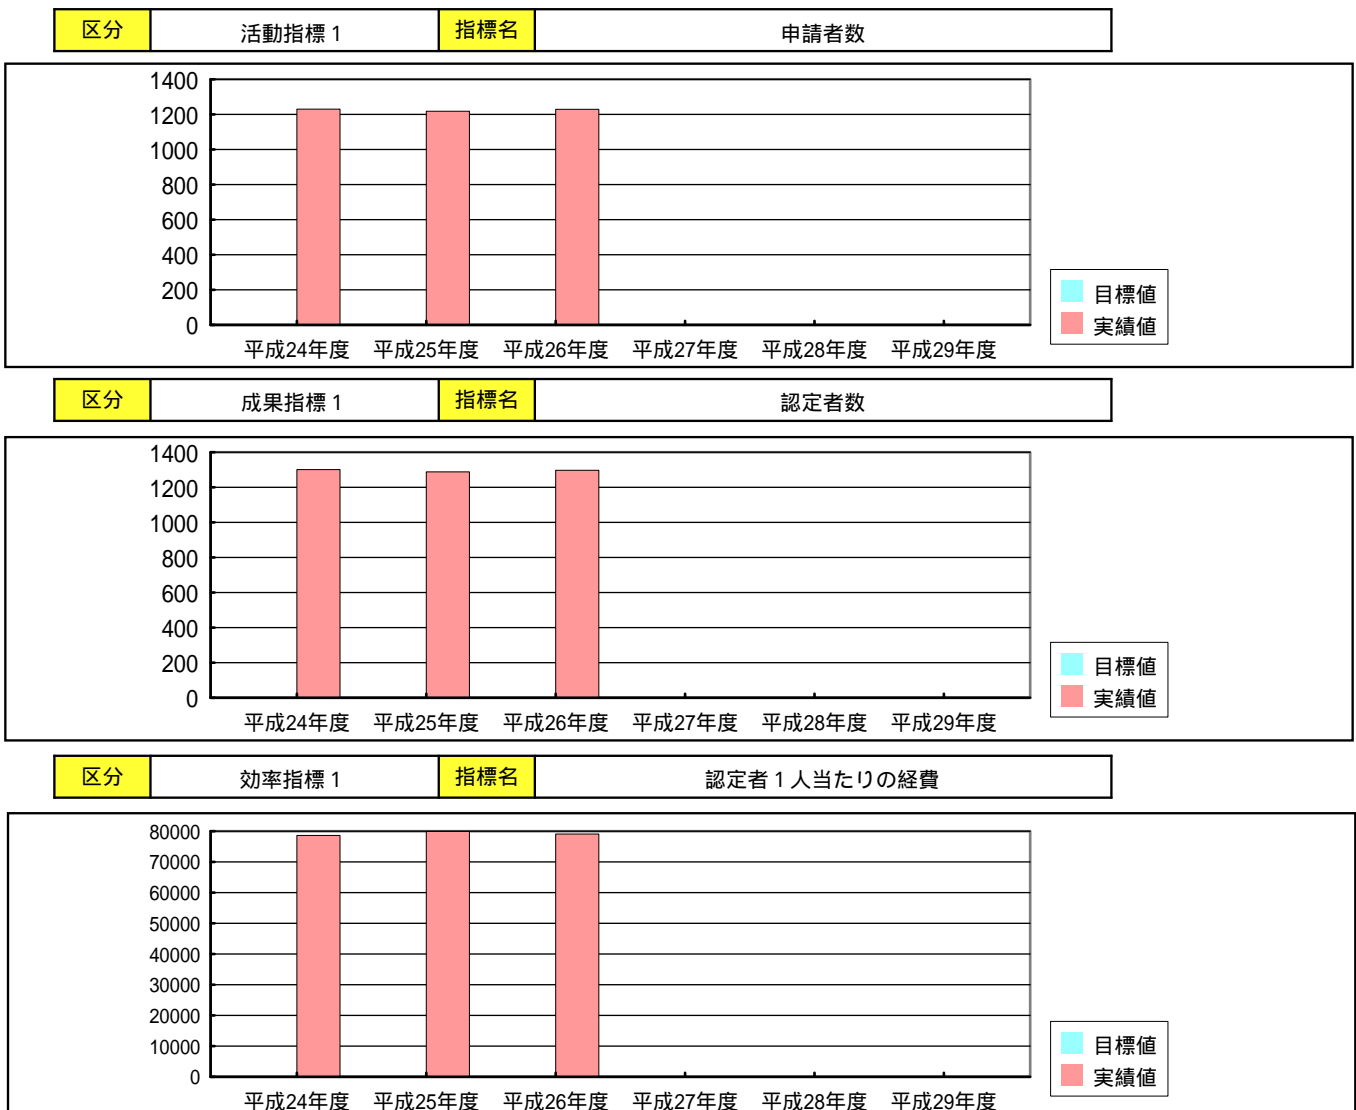 区分 活動指標１ 指標名 申請者数
1400
1200
1000
800
600
400
200
0
平成24年度 平成25年度 平成26年度 平成27年度 平成28年度 平成29年度
目標値
実績値
区分 成果指標１ 指標名 認定者数
1400
1200
1000
800
600
400
200
0
平成24年度 平成25年度 平成26年度 平成27年度 平成28年度 平成29年度
目標値
実績値
区分 効率指標１ 指標名 認定者１人当たりの経費
80000
70000
60000
50000
40000
30000
20000
10000
0
平成24年度 平成25年度 平成26年度 平成27年度 平成28年度 平成29年度
目標値
実績値